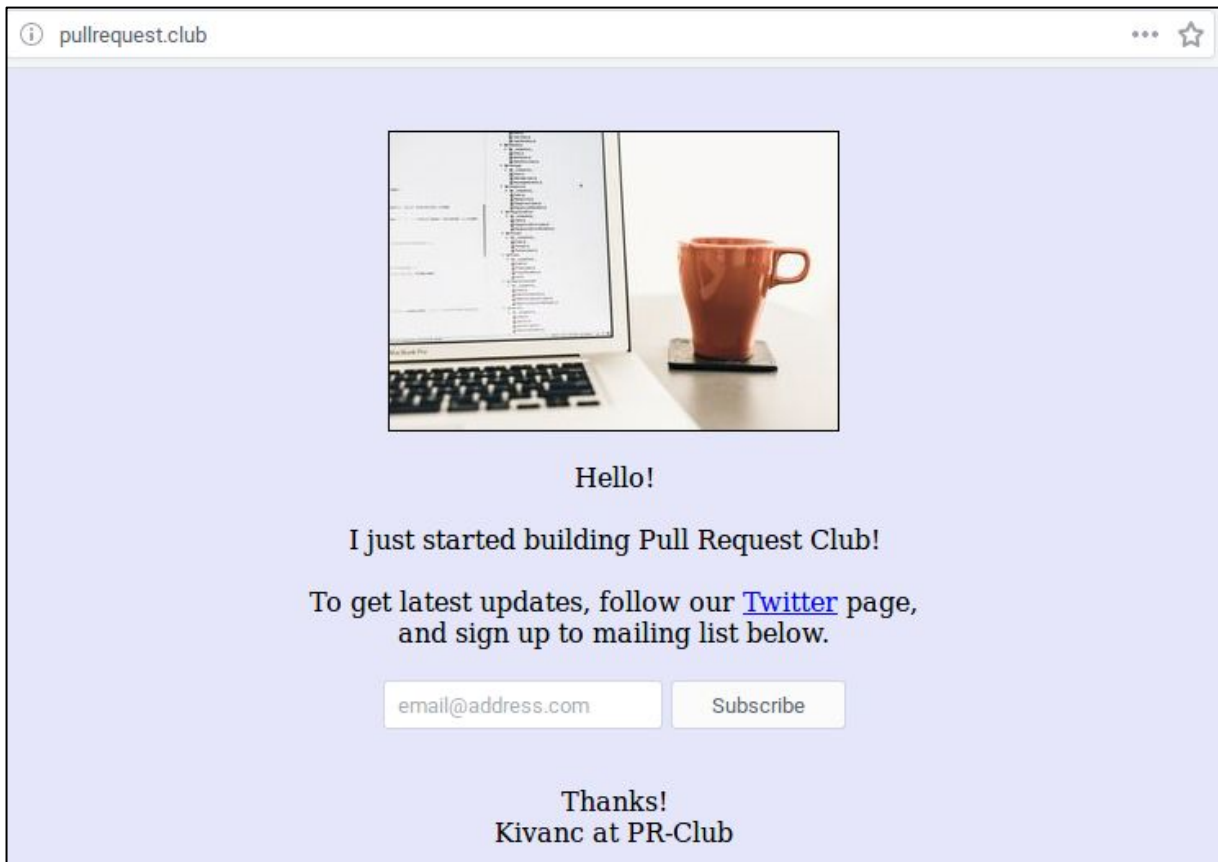 pullrequest.club
Hello!
I just started building Pull Request Club!
To get latest updates, follow our Twitter page,
and sign up to mailing list below.
email@address.com
Subscribe
Thanks!
Kivanc at PR-Club